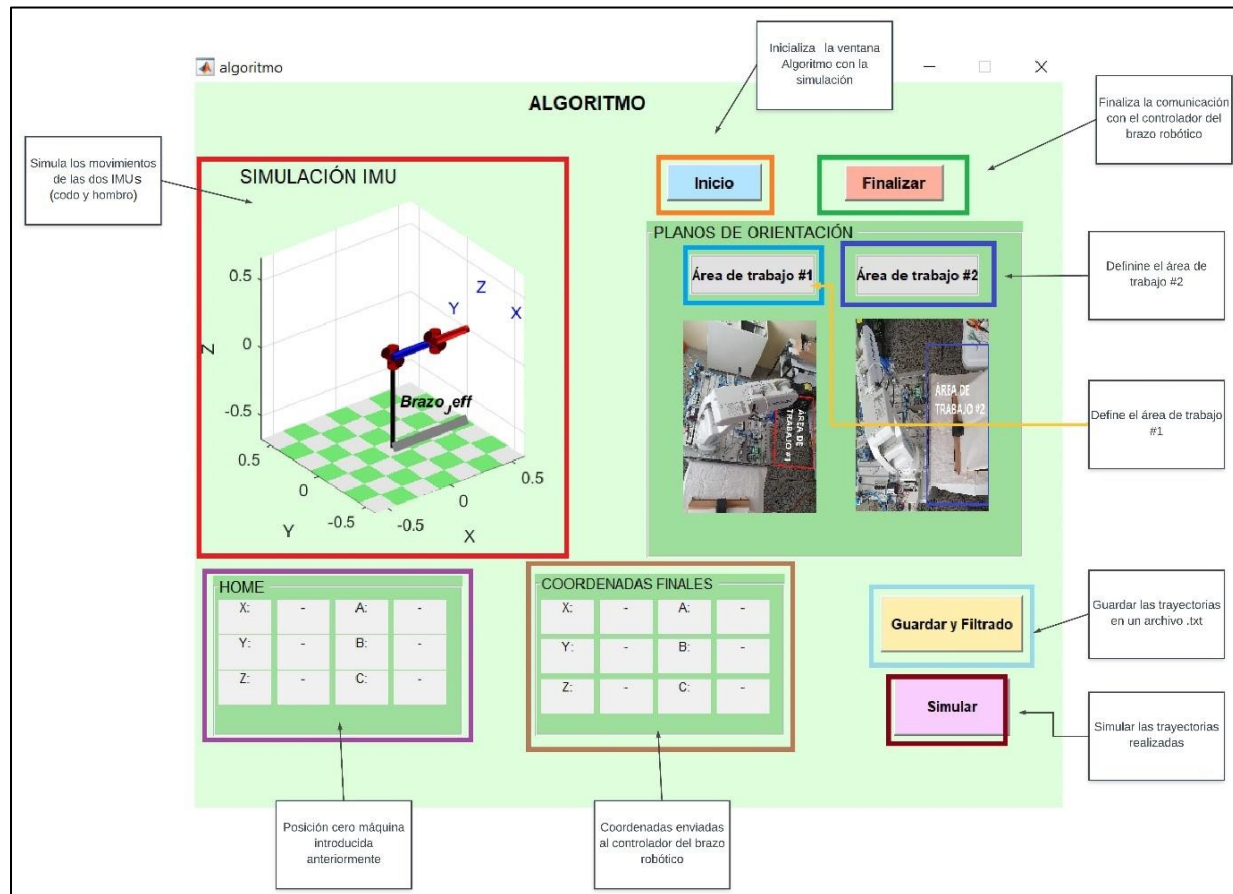 Inicializa la ventana
Algoritmo con la
simulación
algoritmo
ALGORITMO
Finaliza la comunicación
con el controlador del
brazo robótico
Simula los movimientos
de las dos IMUs
(codo y hombro)
SIMULACIÓN IMU
Inicio
Finalizar
PLANOS DE ORIENTACIÓN
Área de trabajo #1
Área de trabajo #2
Definine el área de
trabajo #2
0.5
0
-0.5
Z
Z
Y
X
Brazo_jeff
0.5
0
-0.5
Y
-0.5
0
0.5
X
ÁREA DE
TRABAJO #1
ÁREA DE
TRABAJO #2
Define el área de trabajo
#1
HOME
X: - A: -
Y: - B: -
Z: - C: -
COORDENADAS FINALES
X: - A: -
Y: - B: -
Z: - C: -
Guardar y Filtrado
Guardar las trayectorias
en un archivo .txt
Simular
Simular las trayectorias
realizadas
Posición cero máquina
introducida
anteriormente
Coordenadas enviadas
al controlador del brazo
robótico